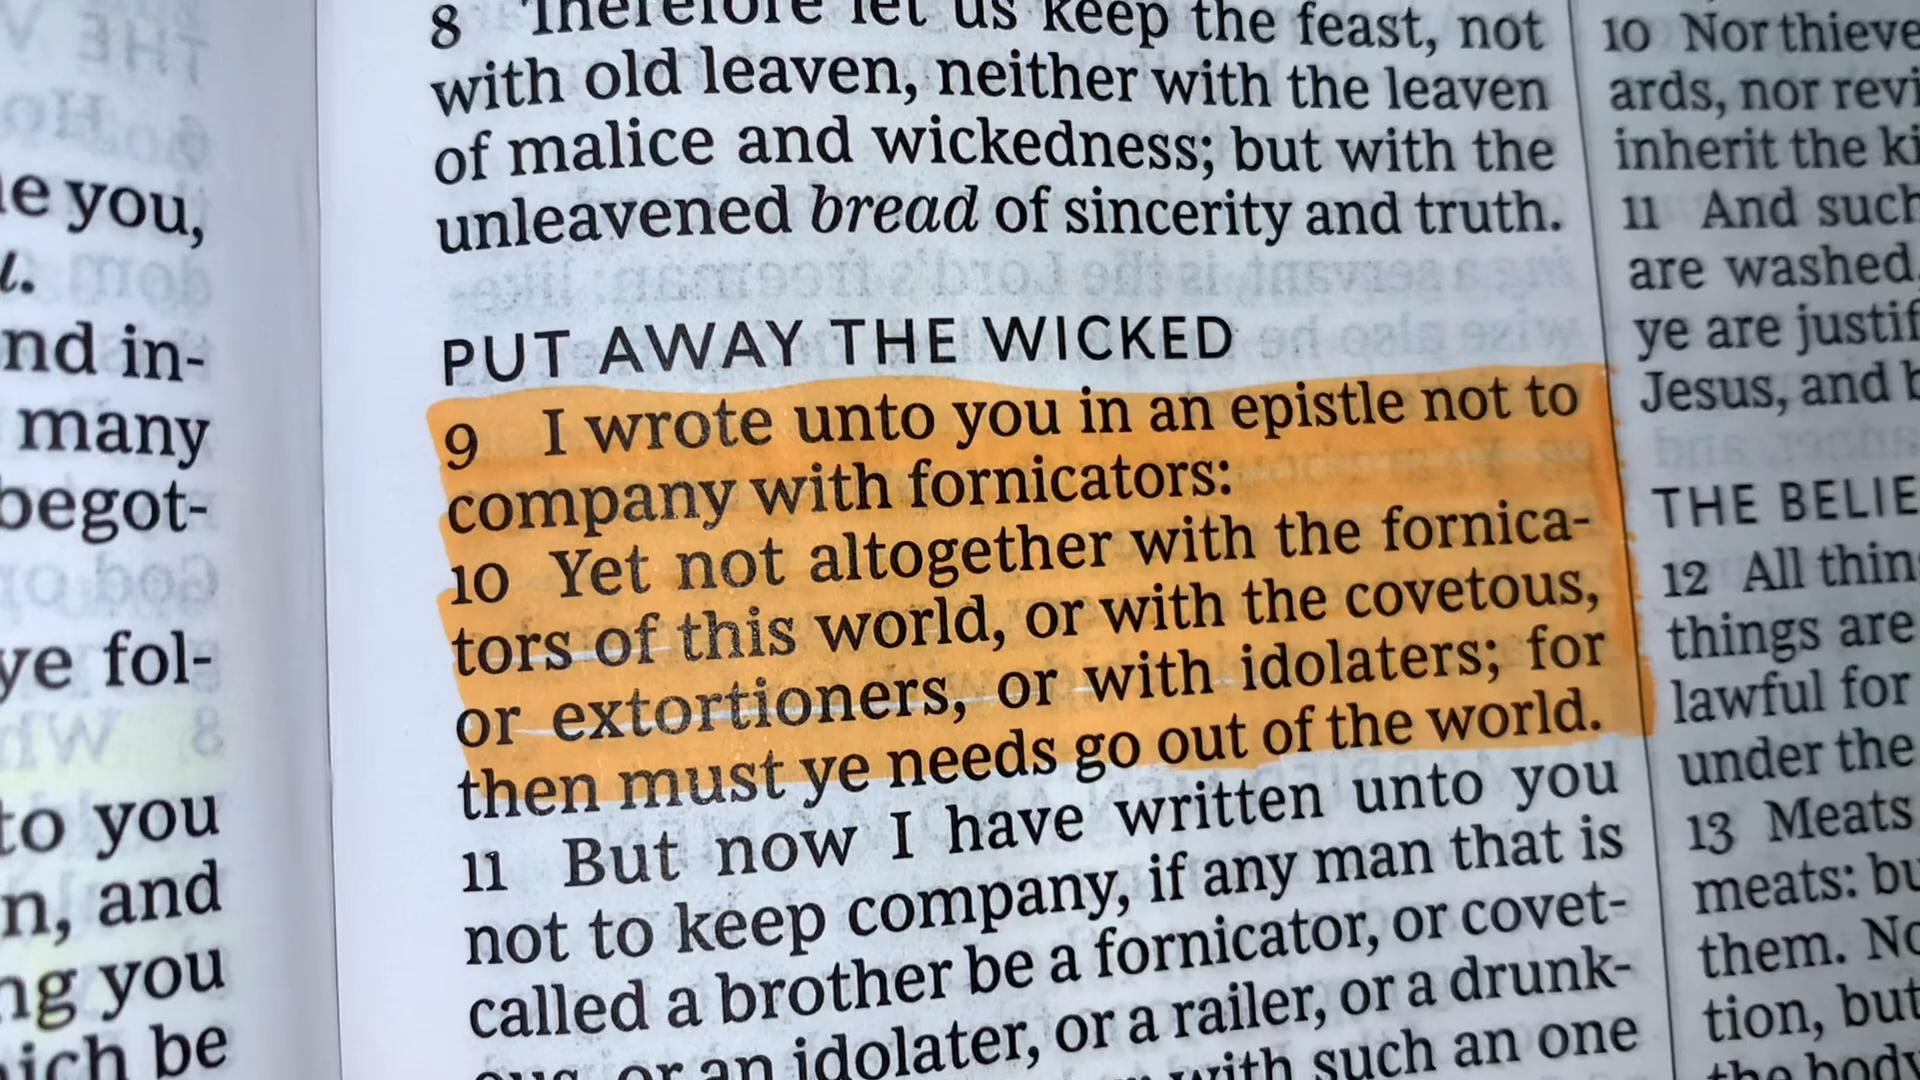 e you,
l.
nd in-
many
begot-
ye fol-
to you
n, and
ng you
be
8 Therefore let us keep the feast, not
with old leaven, neither with the leaven
of malice and wickedness; but with the
unleavened bread of sincerity and truth.
PUT AWAY THE WICKED
9 I wrote unto you in an epistle not to
company with fornicators:
10 Yet not altogether with the fornica-
tors of this world, or with the covetous,
or extortioners, or with idolaters; for
then must ye needs go out of the world.
11 But now I have written unto you
not to keep company, if any man that is
called a brother be a fornicator, or covet-
ous, or an idolater, or a railer, or a drunk-
with such an one
10 Nor thieve
ards, nor revi
inherit the ki
11 And such
are washed,
ye are justif
Jesus, and b
THE BELIE
12 All thin
things are
lawful for
under the
13 Meats
meats: bu
them. No
tion, but
the body